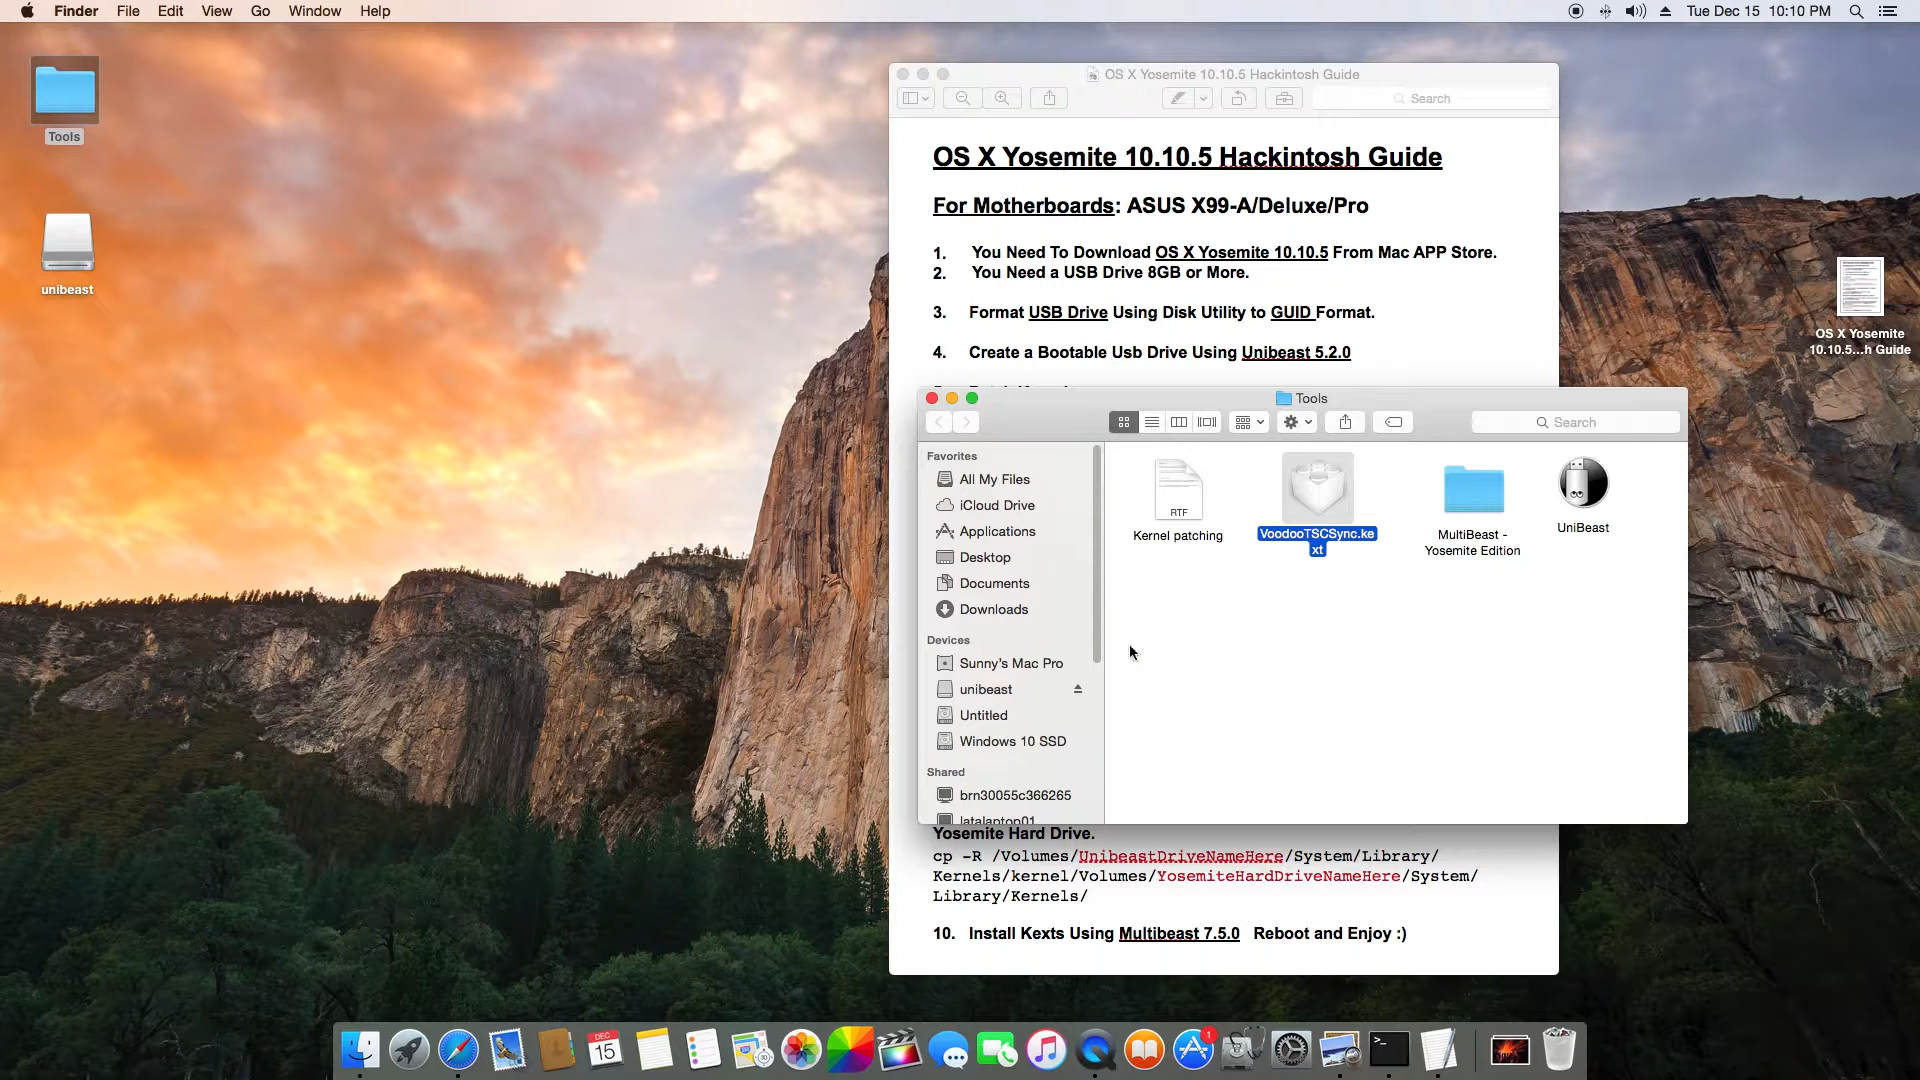 Finder File Edit View Go Window Help
Tue Dec 15 10:10 PM
Tools
unibeast
OS X Yosemite
10.10.5...h Guide
OS X Yosemite 10.10.5 Hackintosh Guide
Search
OS X Yosemite 10.10.5 Hackintosh Guide
For Motherboards: ASUS X99-A/Deluxe/Pro
1. You Need To Download OS X Yosemite 10.10.5 From Mac APP Store.
2. You Need a USB Drive 8GB or More.
3. Format USB Drive Using Disk Utility to GUID Format.
4. Create a Bootable Usb Drive Using Unibeast 5.2.0
Tools
Search
Favorites
All My Files
iCloud Drive
Applications
Desktop
Documents
Downloads
Devices
Sunny's Mac Pro
unibeast
Untitled
Windows 10 SSD
Shared
brn30055c366265
latalaptop01
RTF
Kernel patching
VoodooTSCSync.ke
xt
MultiBeast -
Yosemite Edition
UniBeast
Yosemite Hard Drive.
cp -R /Volumes/UnibeastDriveNameHere/System/Library/
Kernels/kernel/Volumes/YosemiteHardDriveNameHere/System/
Library/Kernels/
10. Install Kexts Using Multibeast 7.5.0 Reboot and Enjoy :)
DEC
15
1